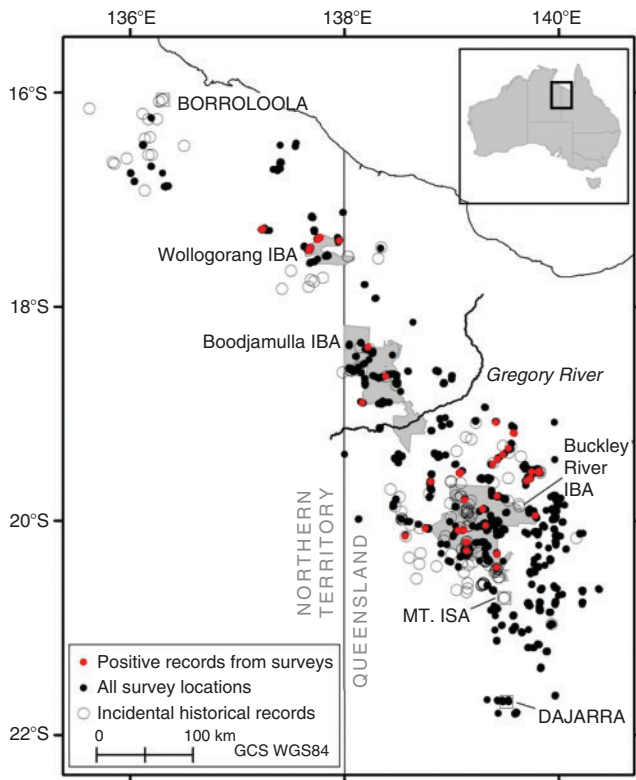 136°E 138°E 140°E
16°S
BORROLOOLA
Wollogorang IBA
18°S
Boodjamulla IBA
Gregory River
Buckley
River
IBA
20°S
NORTHERN
TERRITORY
QUEENSLAND
MT. ISA
Positive records from surveys
All survey locations
Incidental historical records
0 100 km
GCS WGS84
DAJARRA
22°S